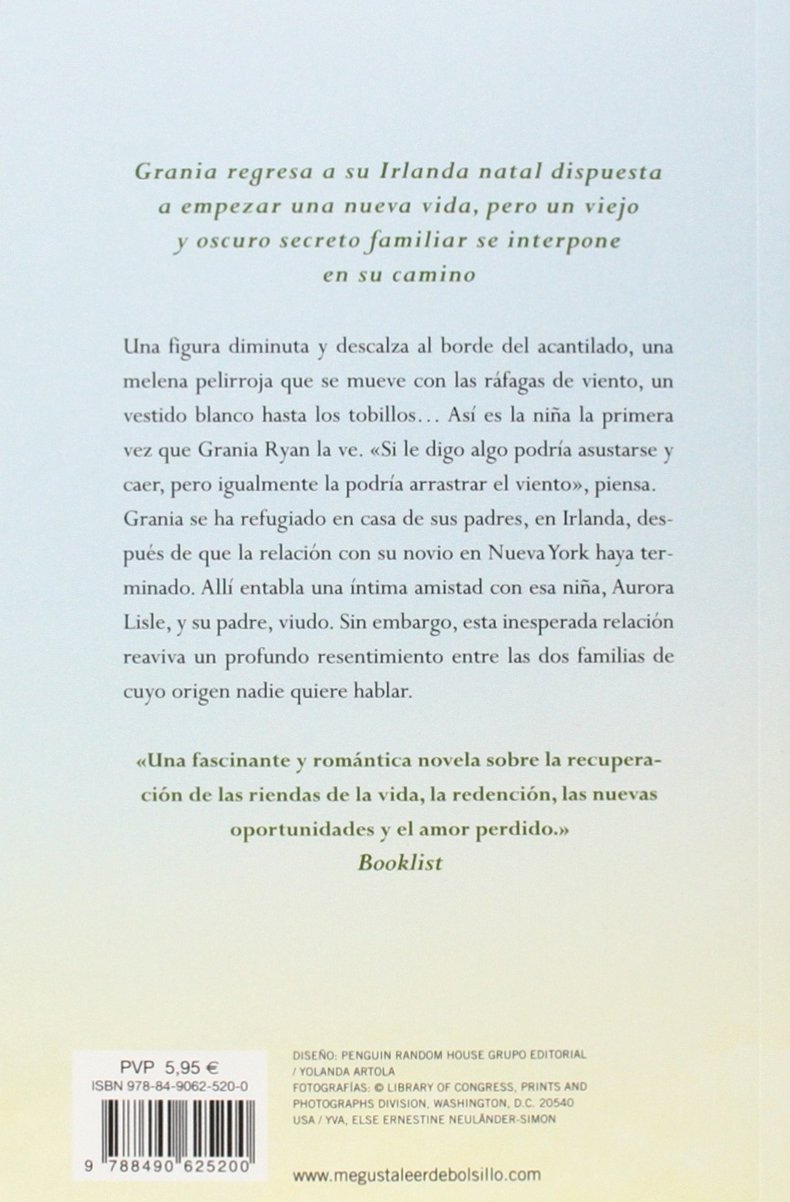 Grania regresa a su Irlanda natal dispuesta
a empezar una nueva vida, pero un viejo
y oscuro secreto familiar se interpone
en su camino
Una figura diminuta y descalza al borde del acantilado, una
melena pelirroja que se mueve con las ráfagas de viento, un
vestido blanco hasta los tobillos... Así es la niña la primera
vez que Grania Ryan la ve. «Si le digo algo podría asustarse y
caer, pero igualmente la podría arrastrar el viento», piensa.
Grania se ha refugiado en casa de sus padres, en Irlanda, des-
pués de que la relación con su novio en Nueva York haya ter-
minado. Allí entabla una íntima amistad con esa niña, Aurora
Lisle, y su padre, viudo. Sin embargo, esta inesperada relación
reaviva un profundo resentimiento entre las dos familias de
cuyo origen nadie quiere hablar.
«Una fascinante y romántica novela sobre la recupera-
ción de las riendas de la vida, la redención, las nuevas
oportunidades y el amor perdido.»
Booklist
PVP 5,95 €
ISBN 978-84-9062-520-0
9 788490 625200
DISEÑO: PENGUIN RANDOM HOUSE GRUPO EDITORIAL
/ YOLANDA ARTOLA
FOTOGRAFÍAS: © LIBRARY OF CONGRESS, PRINTS AND
PHOTOGRAPHS DIVISION, WASHINGTON, D.C. 20540
USA / YVA, ELSE ERNESTINE NEULÄNDER-SIMON
www.megustaleerdebolsillo.com